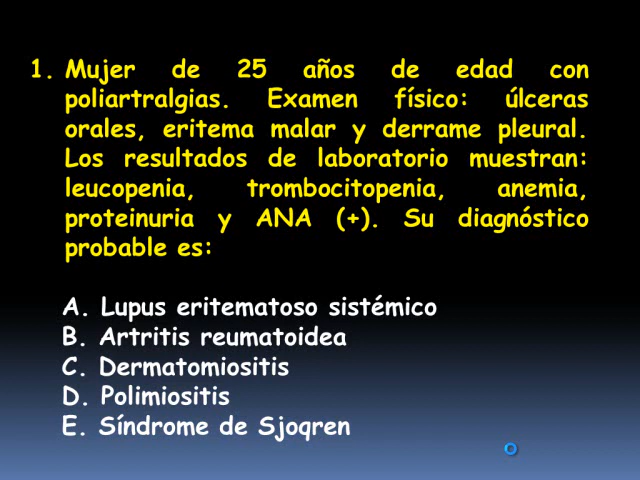 1. Mujer de 25 años de edad con
poliartralgias. Examen físico: úlceras
orales, eritema malar y derrame pleural.
Los resultados de laboratorio muestran:
leucopenia, trombocitopenia, anemia,
proteinuria y ANA (+). Su diagnóstico
probable es:
A. Lupus eritematoso sistémico
B. Artritis reumatoidea
C. Dermatomiositis
D. Polimiositis
E. Síndrome de Sjoqren